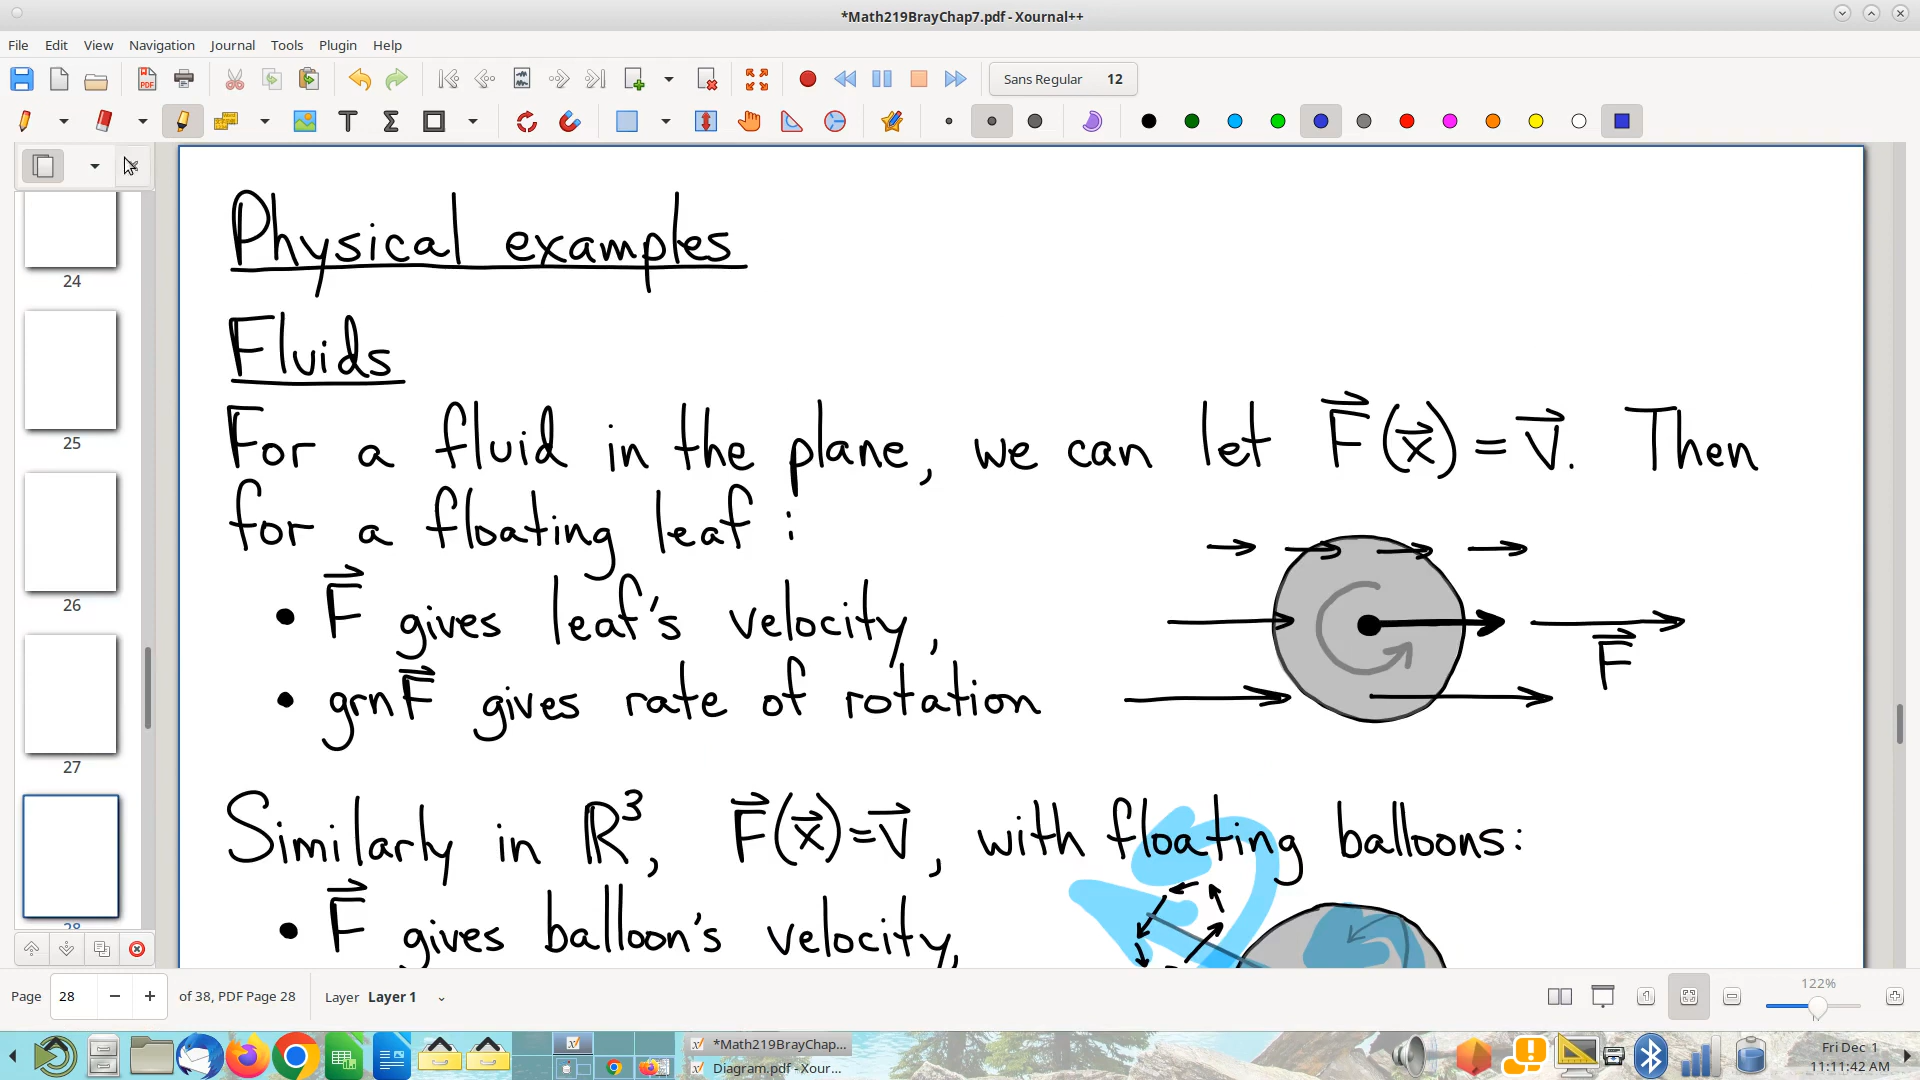 *Math219BrayChap7.pdf - Xournal++
File Edit View Navigation Journal Tools Plugin Help
Sans Regular 12
24
25
26
27
28
Physical examples
Fluids
For a fluid in the plane, we can let F⃗(x⃗) = v⃗. Then
for a floating leaf:
• F⃗ gives leaf's velocity,
• grn F⃗ gives rate of rotation
F⃗
Similarly in ℝ³, F⃗(x⃗)=v⃗, with floating balloons:
• F⃗ gives balloon's velocity,
Page 28 of 38, PDF Page 28 Layer Layer 1 122%
*Math219BrayChap...
Diagram.pdf - Xour...
Fri Dec 1
11:11:42 AM